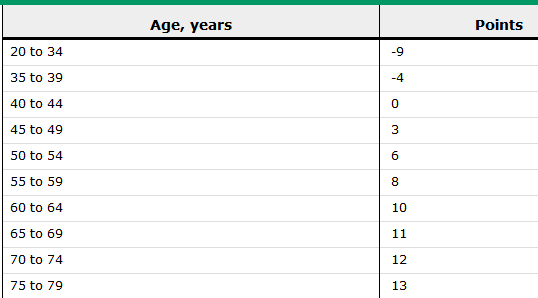 Age, years Points
20 to 34 -9
35 to 39 -4
40 to 44 0
45 to 49 3
50 to 54 6
55 to 59 8
60 to 64 10
65 to 69 11
70 to 74 12
75 to 79 13